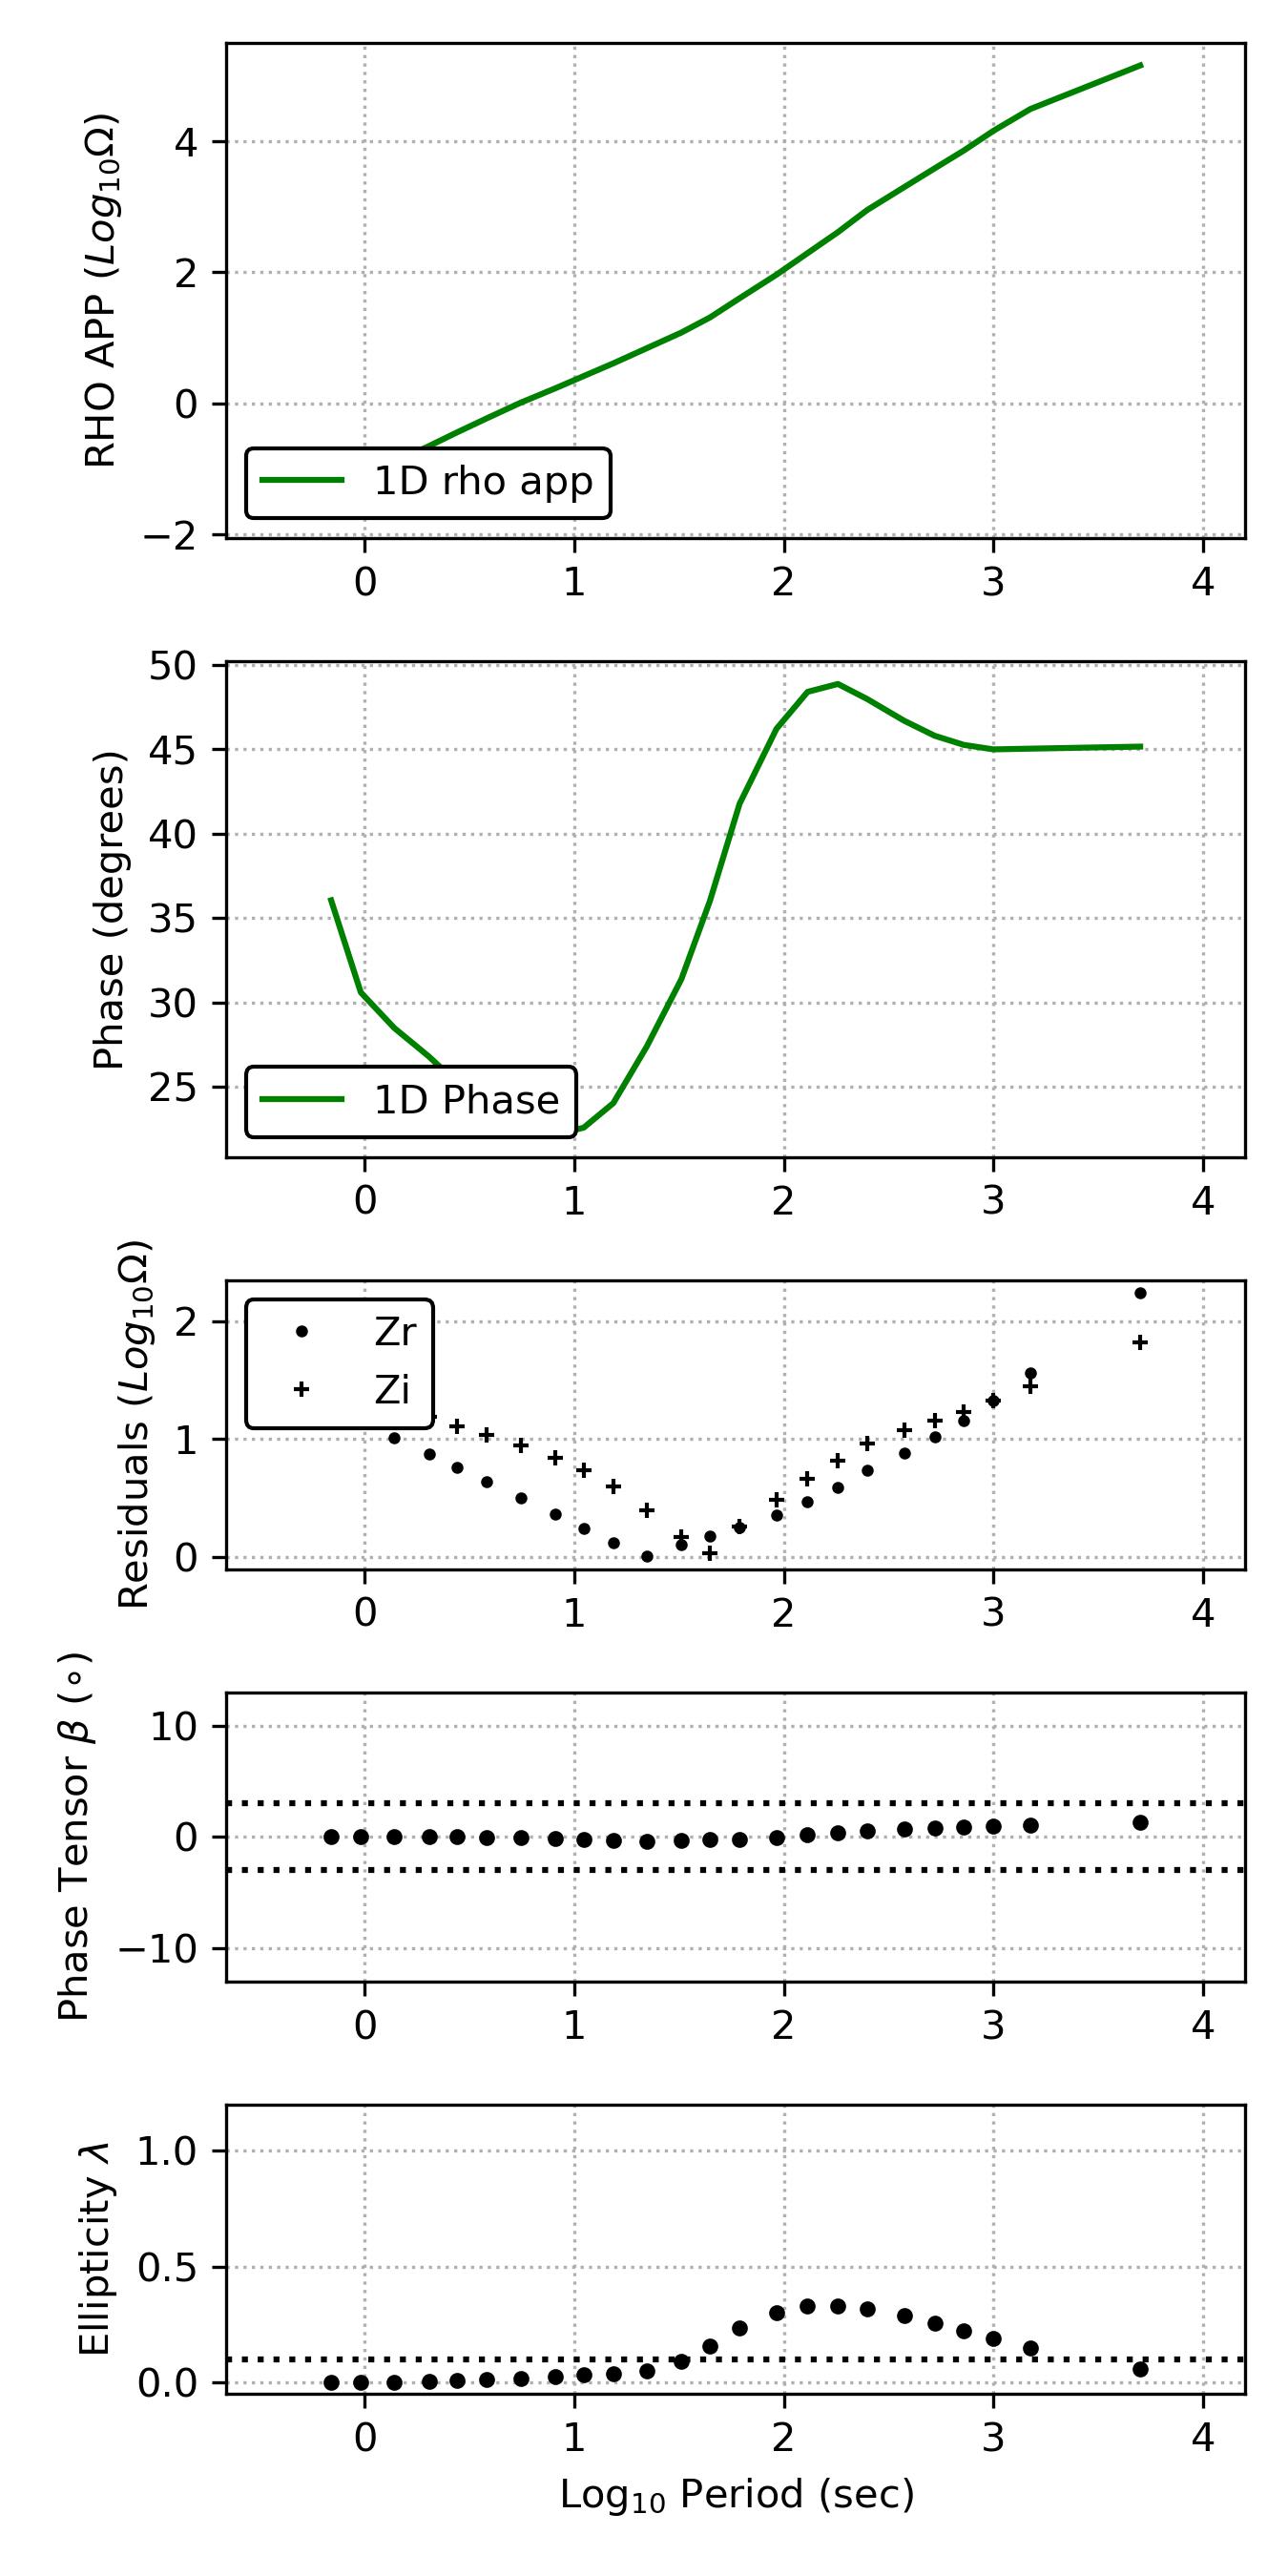 RHO APP (Log10Ω)
4
2
0
−2
1D rho app
0 1 2 3 4
Phase (degrees)
50
45
40
35
30
25
1D Phase
0 1 2 3 4
Residuals (Log10Ω)
2
1
0
Zr
Zi
0 1 2 3 4
Phase Tensor β (∘)
10
0
−10
0 1 2 3 4
Ellipticity λ
1.0
0.5
0.0
0 1 2 3 4
Log10 Period (sec)